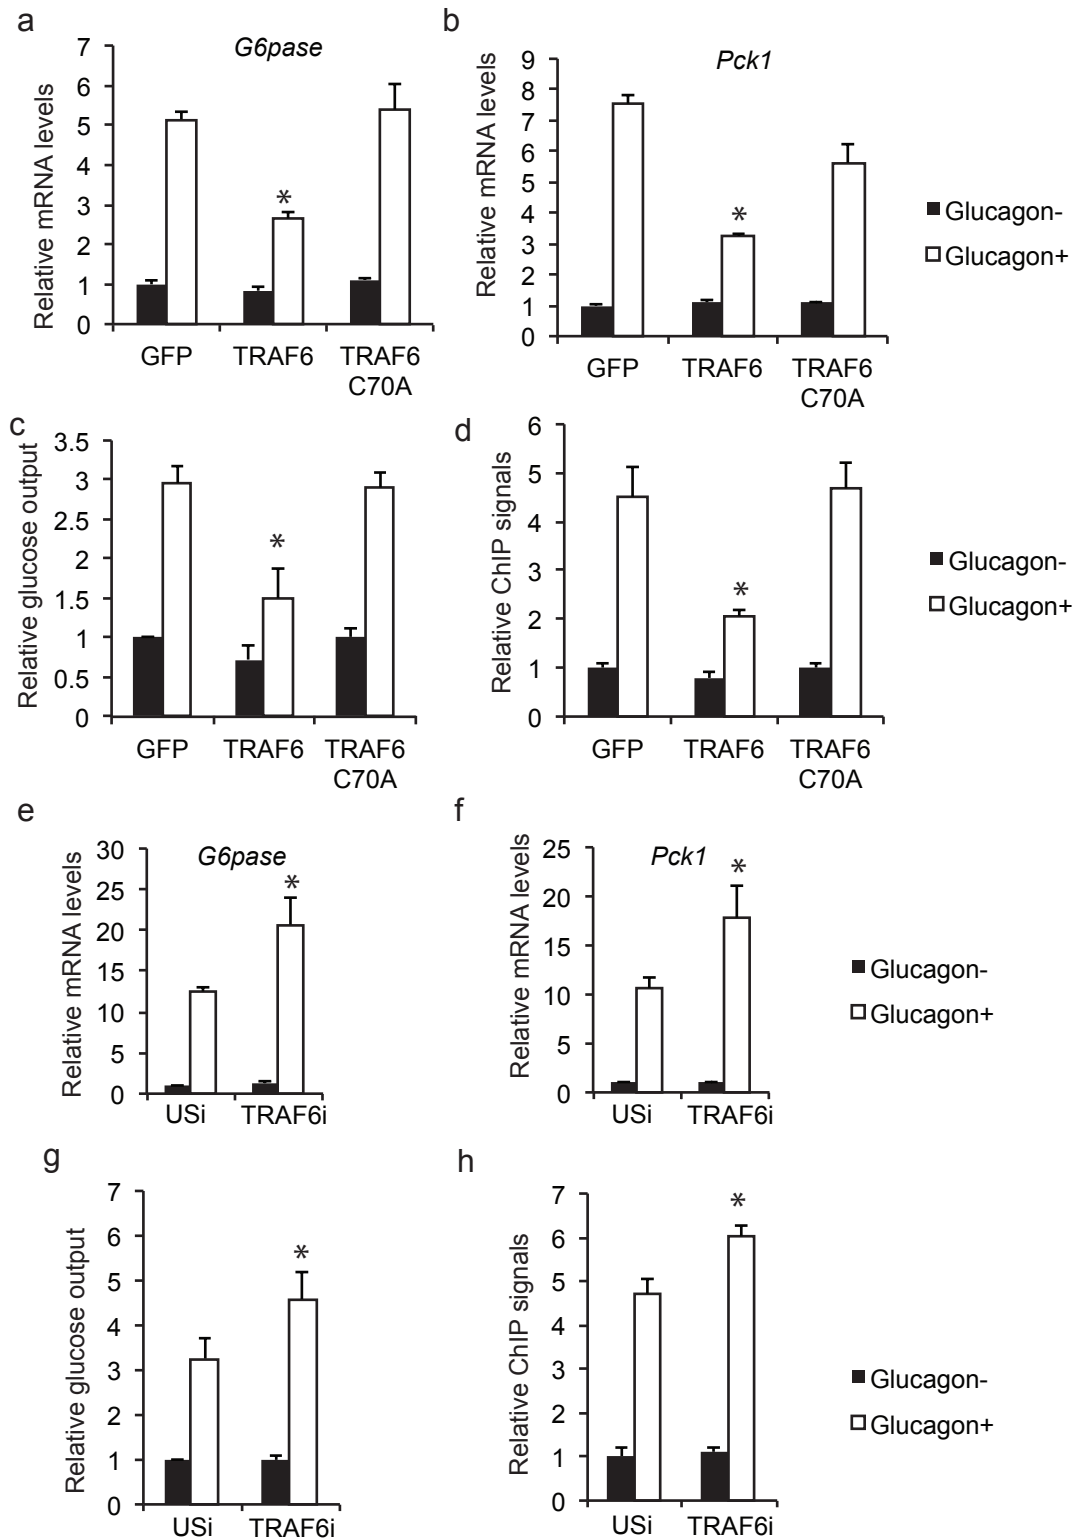 a
G6pase
Relative mRNA levels
7
6
5
4
3
2
1
0
*
GFP
TRAF6
TRAF6
C70A
b
Pck1
Relative mRNA levels
9
8
7
6
5
4
3
2
1
0
*
GFP
TRAF6
TRAF6
C70A
Glucagon-
Glucagon+
c
Relative glucose output
3.5
3
2.5
2
1.5
1
0.5
0
*
GFP
TRAF6
TRAF6
C70A
d
Relative ChIP signals
6
5
4
3
2
1
0
*
GFP
TRAF6
TRAF6
C70A
Glucagon-
Glucagon+
e
G6pase
Relative mRNA levels
30
25
20
15
10
5
0
*
USi
TRAF6i
f
Pck1
Relative mRNA levels
25
20
15
10
5
0
*
USi
TRAF6i
Glucagon-
Glucagon+
g
Relative glucose output
7
6
5
4
3
2
1
0
*
USi
TRAF6i
h
Relative ChIP signals
7
6
5
4
3
2
1
0
*
USi
TRAF6i
Glucagon-
Glucagon+